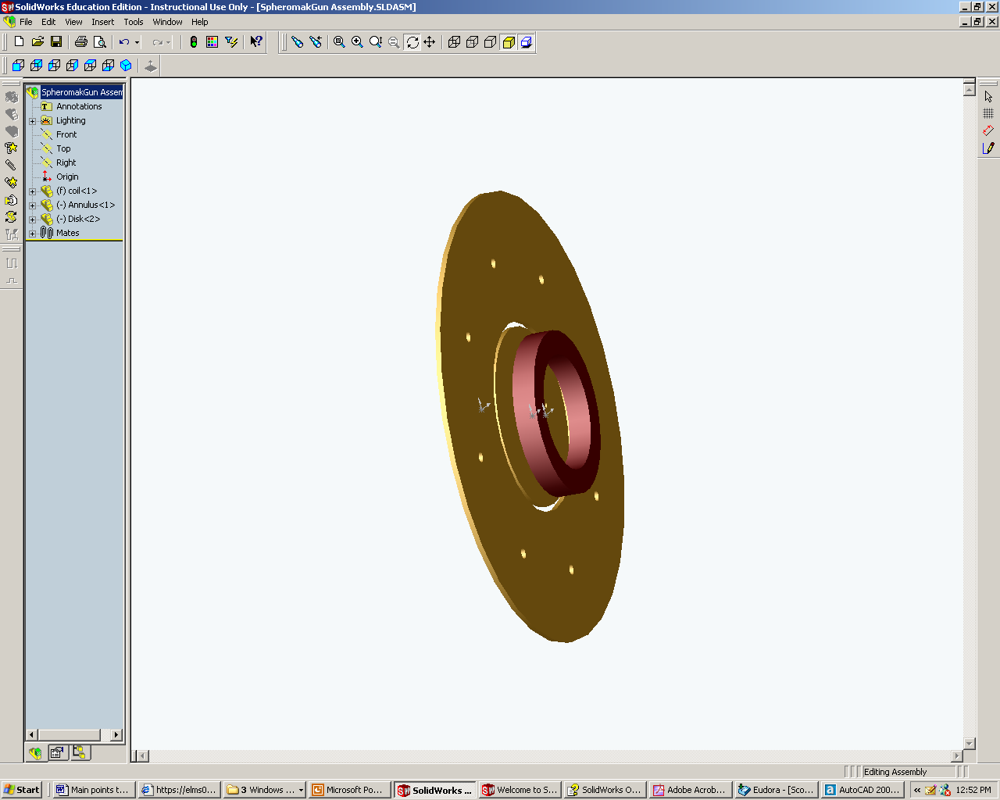 SolidWorks Education Edition - Instructional Use Only - [SpheromakGun Assembly.SLDASM]
File Edit View Insert Tools Window Help
SpheromakGun Assem
Annotations
Lighting
Front
Top
Right
Origin
(f) coil<1>
(-) Annulus<1>
(-) Disk<2>
Mates
Editing Assembly
Start Main points t... https://elms0... 3 Windows ... Microsoft Po... SolidWorks ... Welcome to S... SolidWorks O... Adobe Acrob... Eudora - [Sco... AutoCAD 200... « 12:52 PM